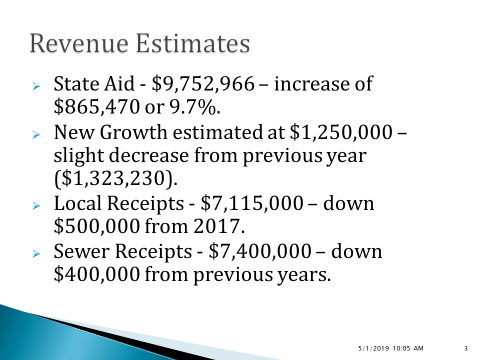 Revenue Estimates
State Aid - $9,752,966 – increase of
$865,470 or 9.7%.
New Growth estimated at $1,250,000 –
slight decrease from previous year
($1,323,230).
Local Receipts - $7,115,000 – down
$500,000 from 2017.
Sewer Receipts - $7,400,000 – down
$400,000 from previous years.
5/1/2019 10:05 AM 3